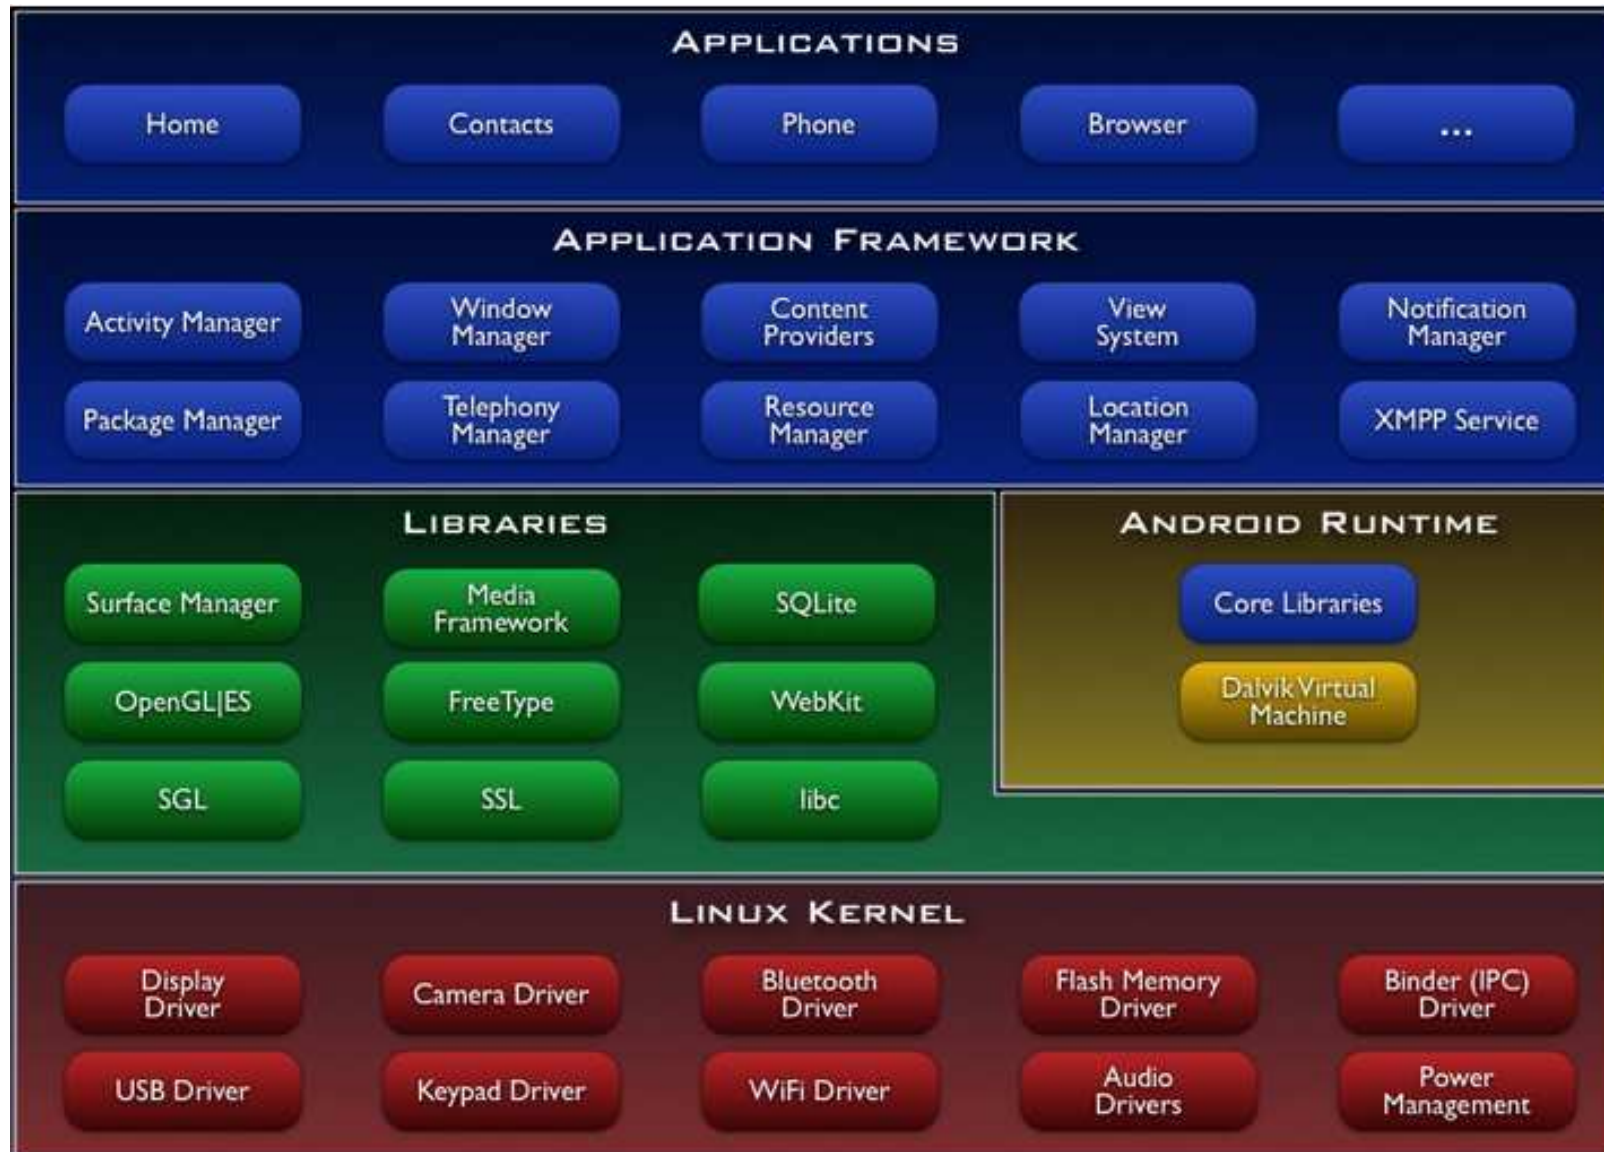 APPLICATIONS
Home
Contacts
Phone
Browser
...
APPLICATION FRAMEWORK
Activity Manager
Window
Manager
Content
Providers
View
System
Notification
Manager
Package Manager
Telephony
Manager
Resource
Manager
Location
Manager
XMPP Service
LIBRARIES
Surface Manager
Media
Framework
SQLite
OpenGL|ES
FreeType
WebKit
SGL
SSL
libc
ANDROID RUNTIME
Core Libraries
Dalvik Virtual
Machine
LINUX KERNEL
Display
Driver
Camera Driver
Bluetooth
Driver
Flash Memory
Driver
Binder (IPC)
Driver
USB Driver
Keypad Driver
WiFi Driver
Audio
Drivers
Power
Management